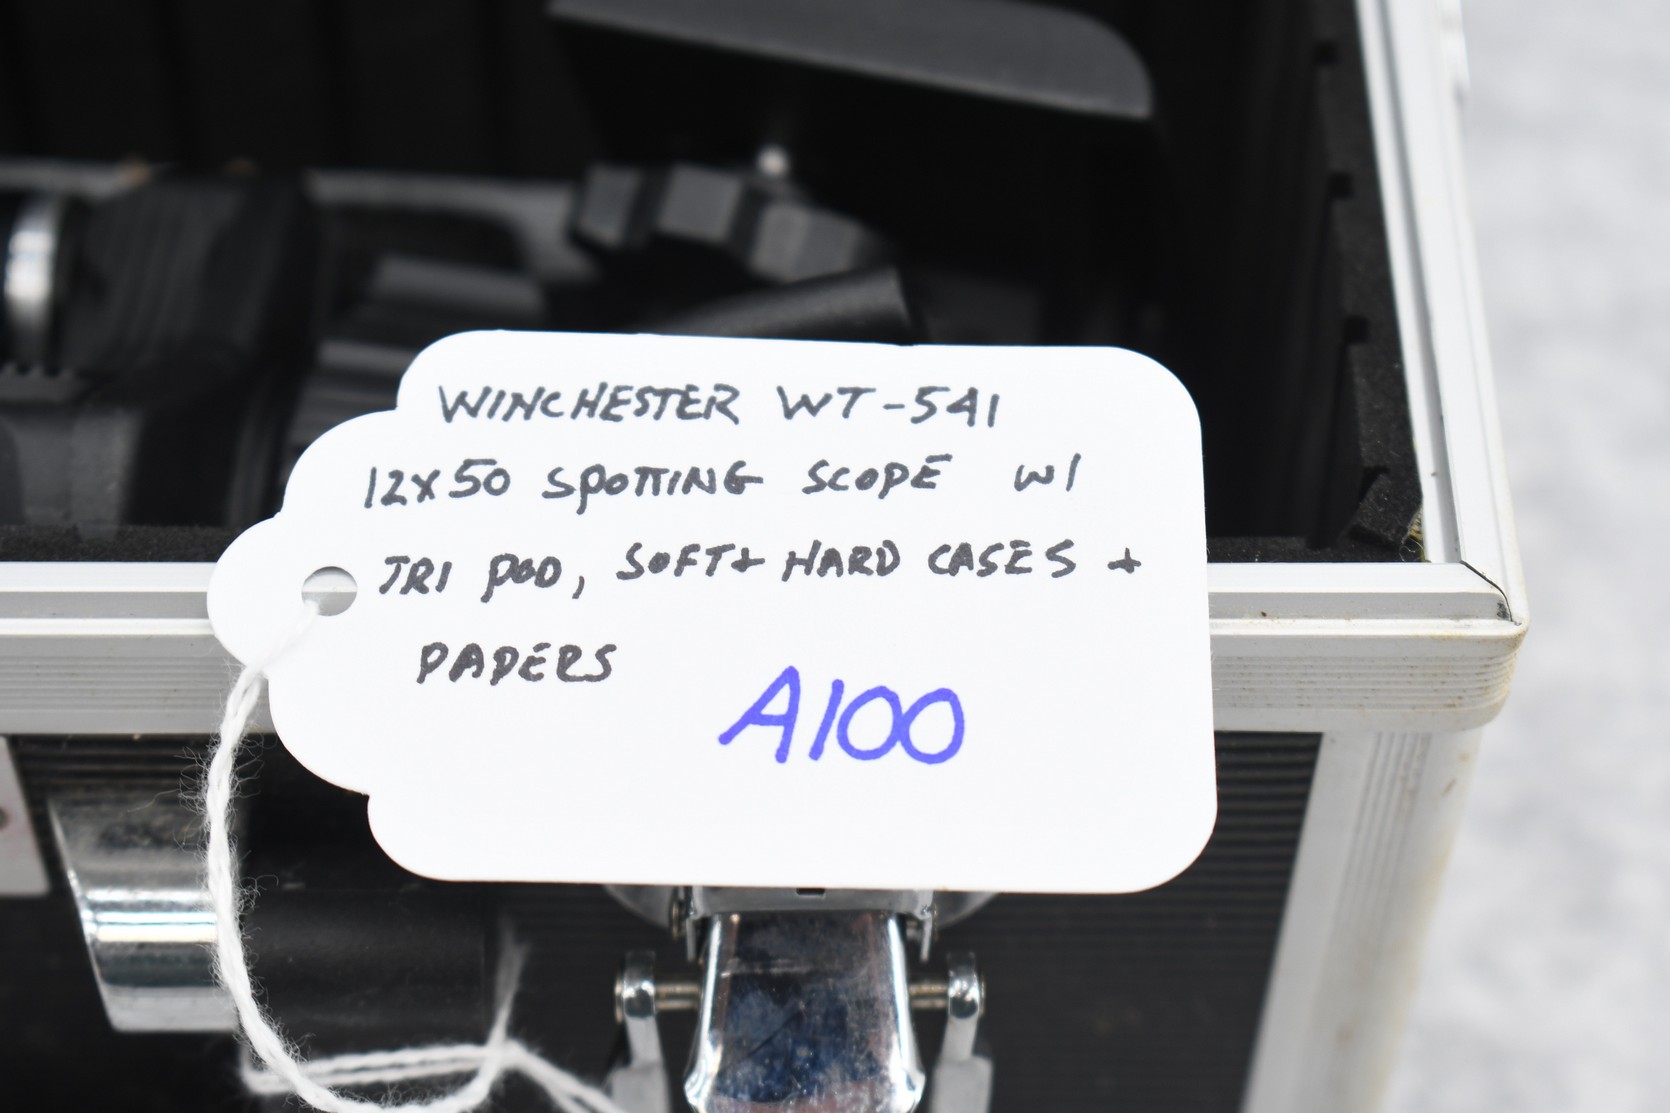 WINCHESTER WT-541
12X50 SPOTTING SCOPE W/
TRI POD, SOFT+ HARD CASES +
PAPERS
A100